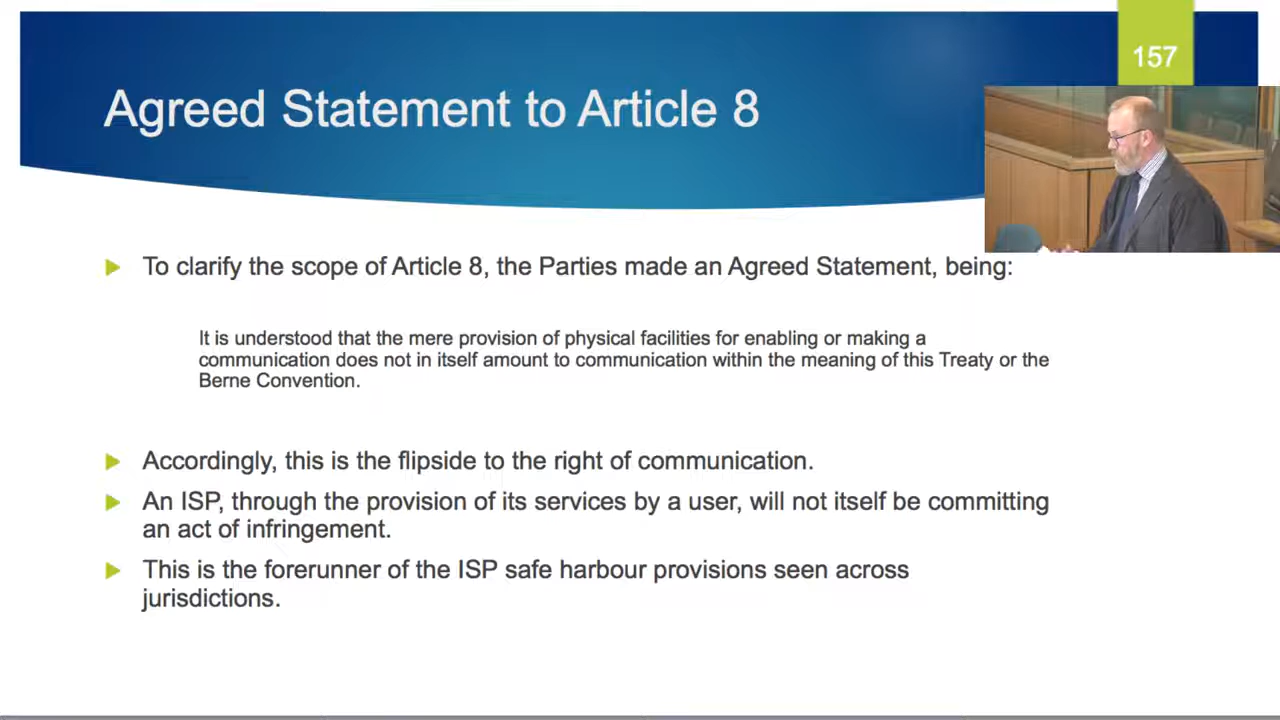 157
Agreed Statement to Article 8
To clarify the scope of Article 8, the Parties made an Agreed Statement, being:
It is understood that the mere provision of physical facilities for enabling or making a
communication does not in itself amount to communication within the meaning of this Treaty or the
Berne Convention.
Accordingly, this is the flipside to the right of communication.
An ISP, through the provision of its services by a user, will not itself be committing
an act of infringement.
This is the forerunner of the ISP safe harbour provisions seen across
jurisdictions.